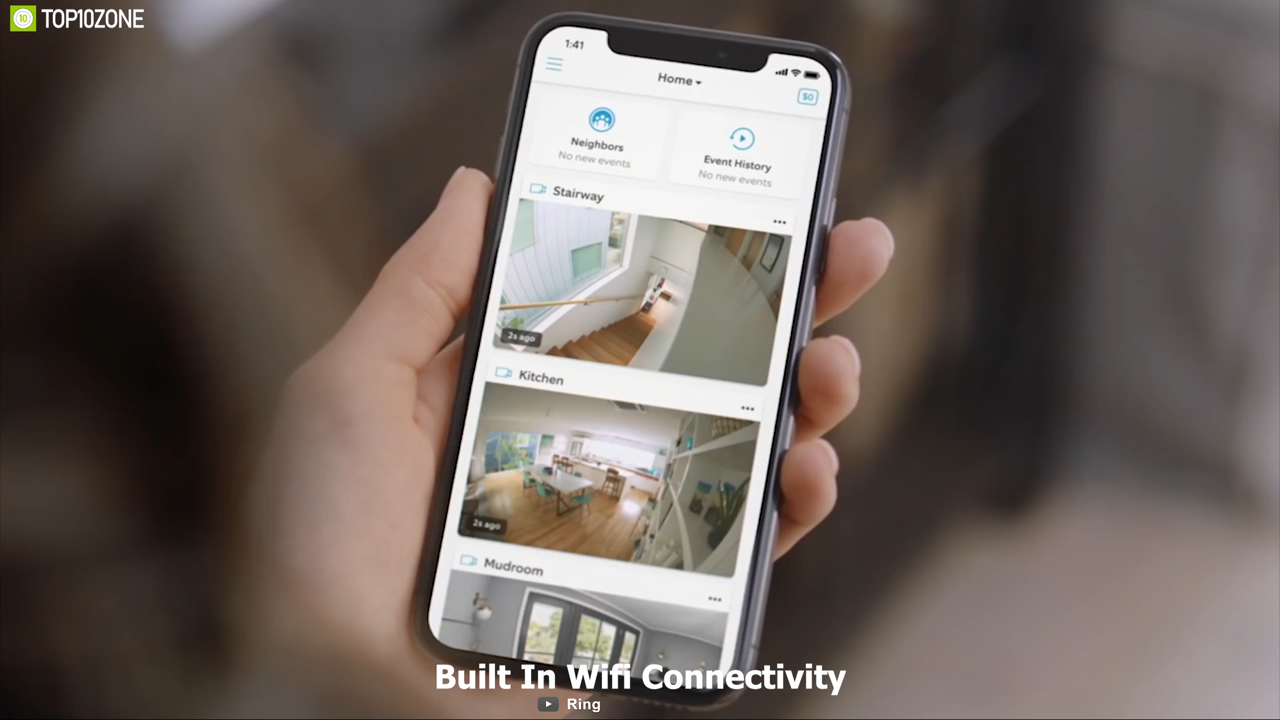 10 TOP10ZONE
1:41
Home
$0
Neighbors
No new events
Event History
No new events
Stairway
2s ago
Kitchen
2s ago
Mudroom
Built In Wifi Connectivity
Ring